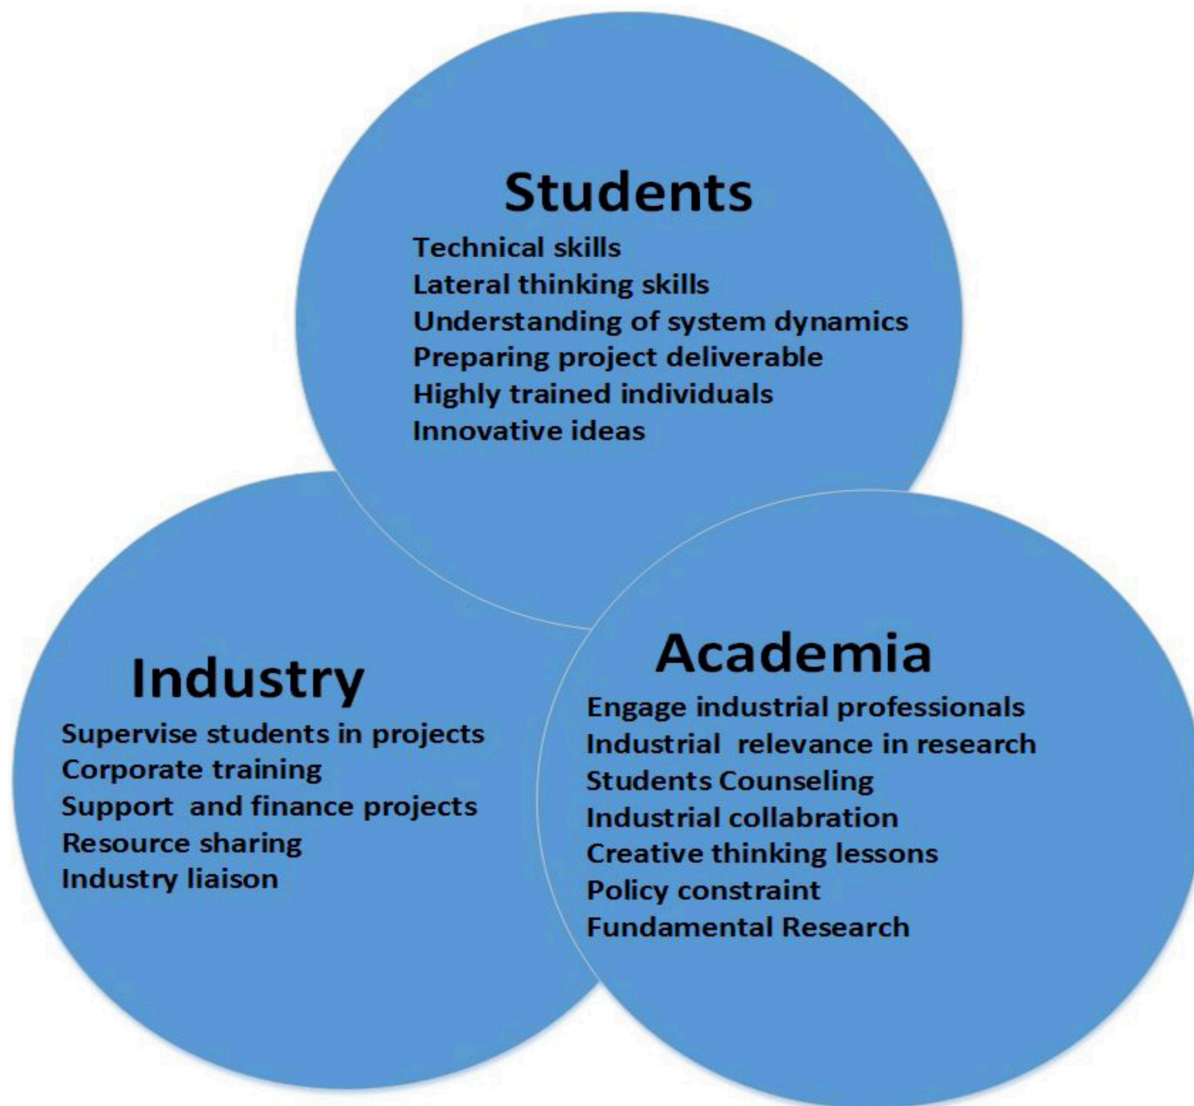 Students
Technical skills
Lateral thinking skills
Understanding of system dynamics
Preparing project deliverable
Highly trained individuals
Innovative ideas
Industry
Supervise students in projects
Corporate training
Support and finance projects
Resource sharing
Industry liaison
Academia
Engage industrial professionals
Industrial relevance in research
Students Counseling
Industrial collabration
Creative thinking lessons
Policy constraint
Fundamental Research